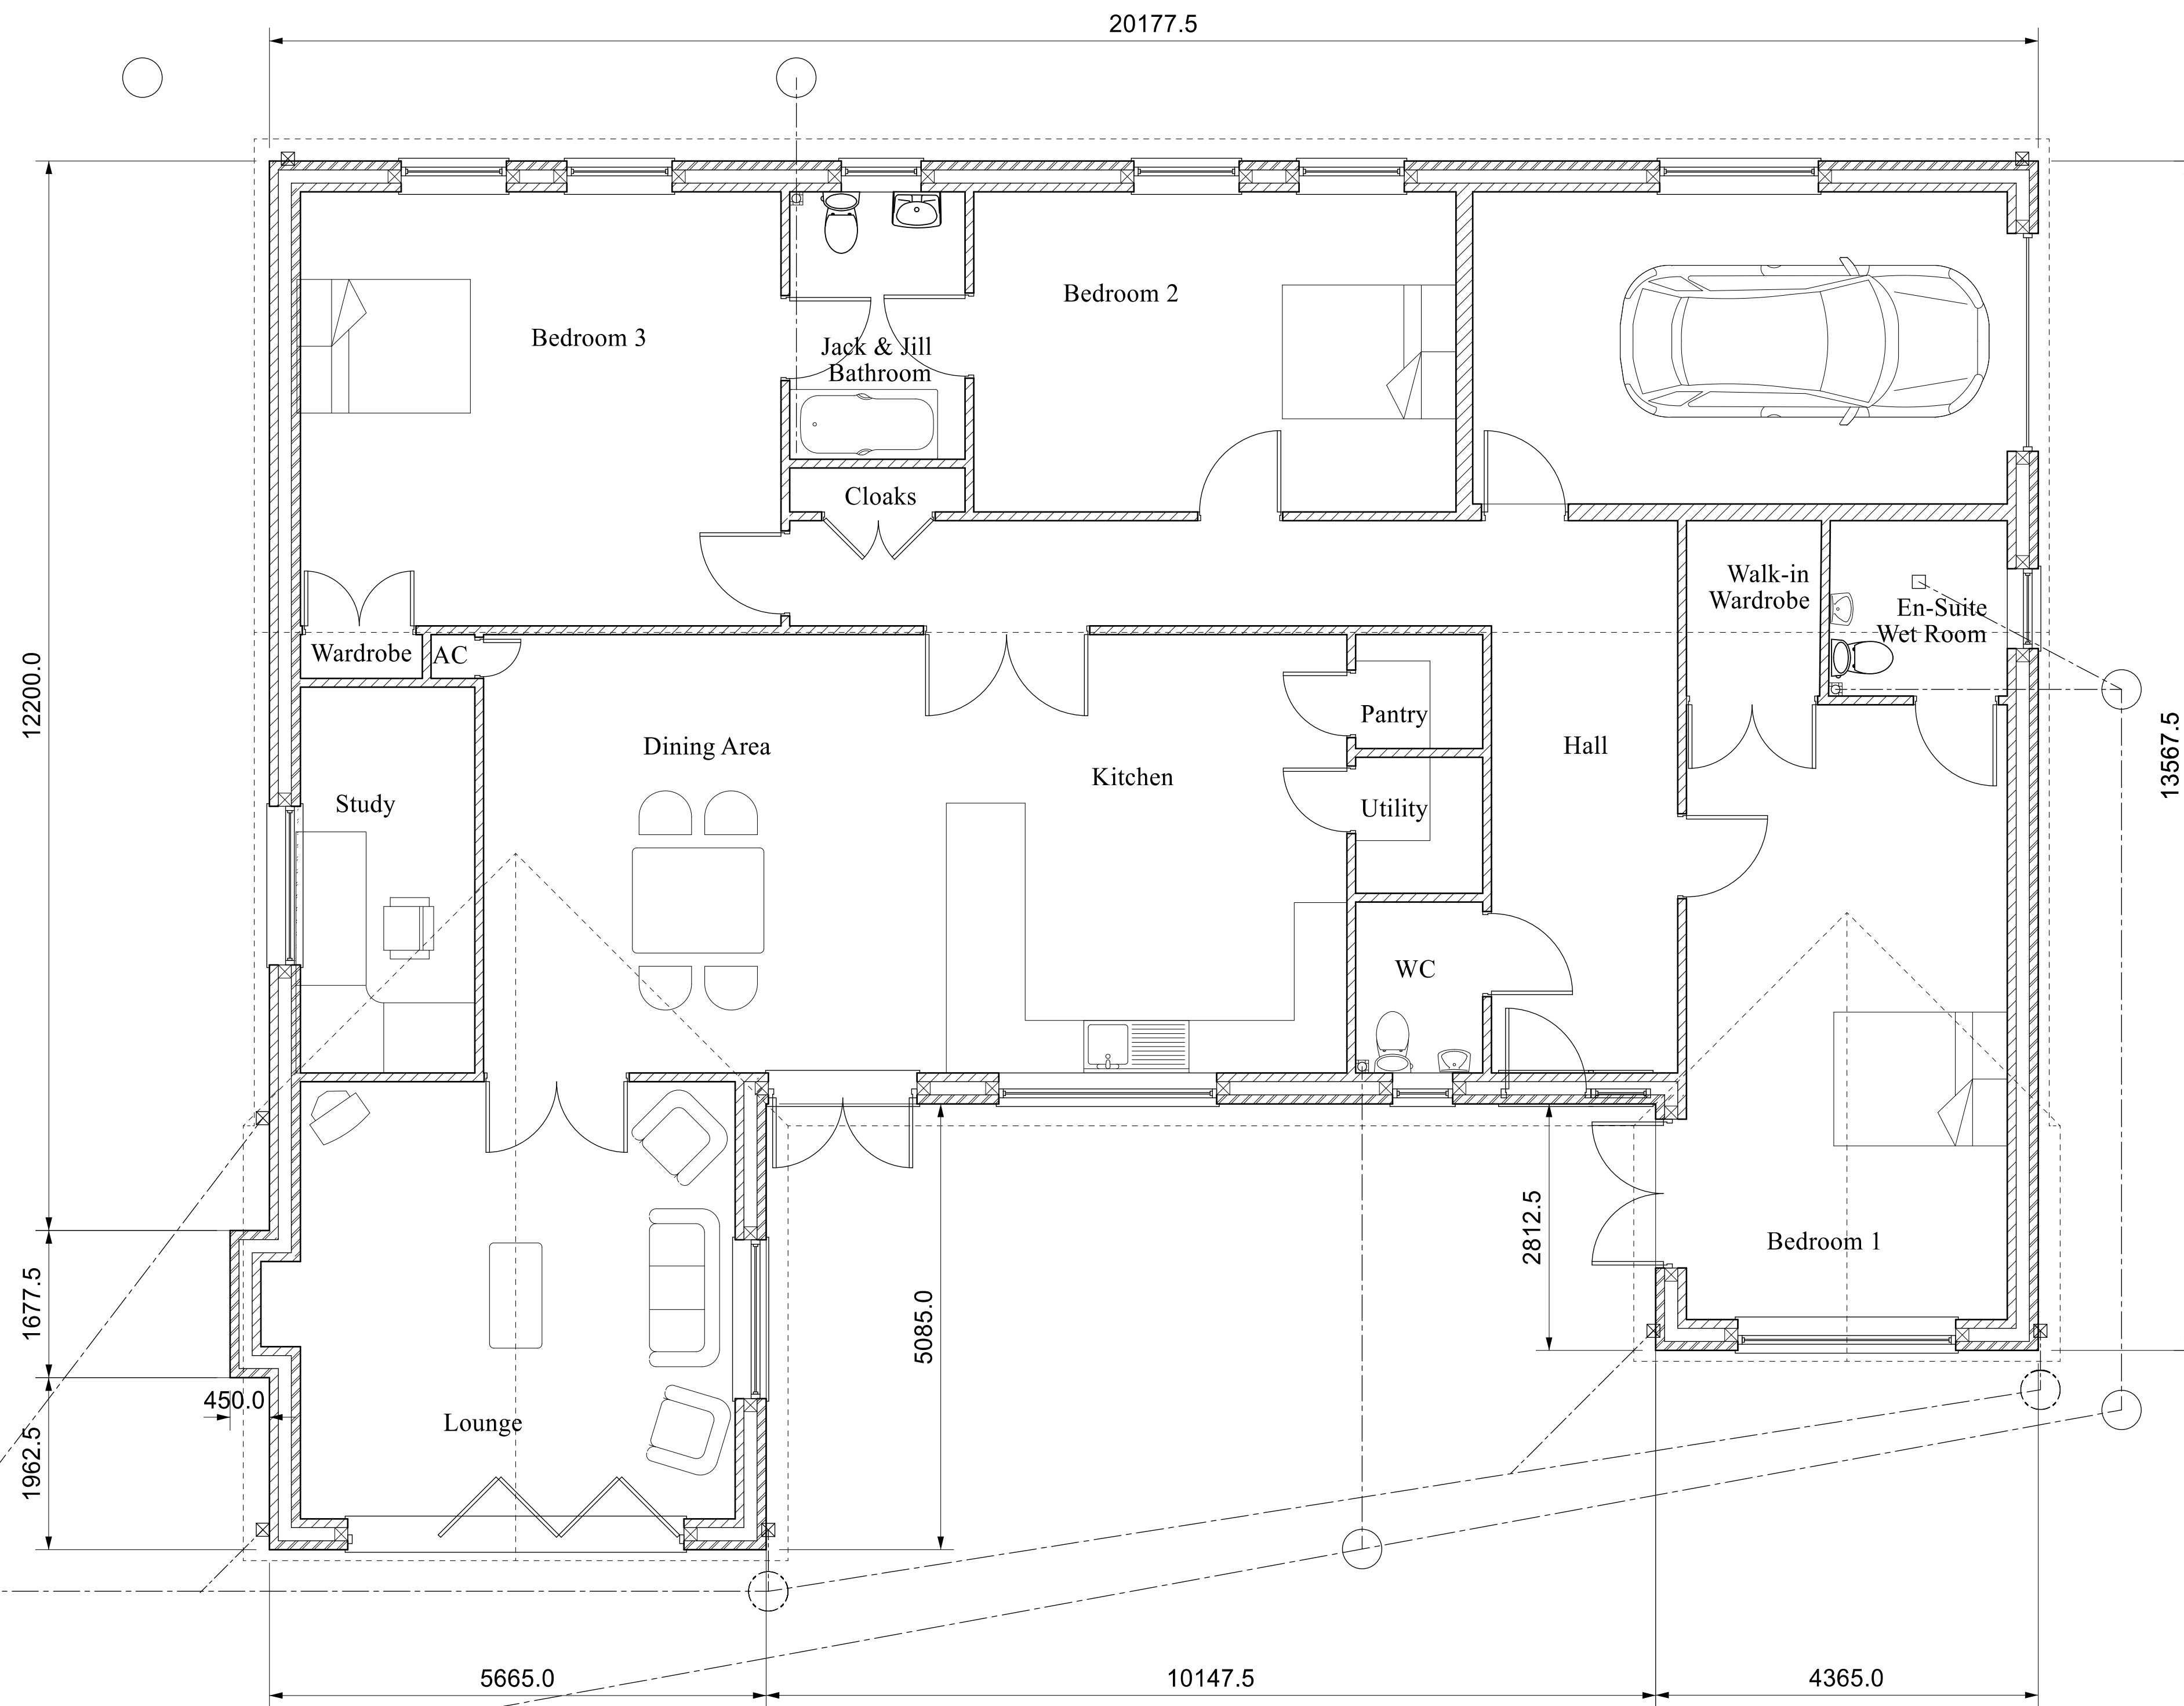 20177.5
Bedroom 2
Bedroom 3
Jack & Jill
Bathroom
Cloaks
Walk-in
Wardrobe
En-Suite
Wet Room
Wardrobe
AC
12200.0
Pantry
Dining Area
Hall
Kitchen
13567.5
Study
Utility
WC
2812.5
Bedroom 1
1677.5
5085.0
450.0
Lounge
1962.5
5665.0
10147.5
4365.0